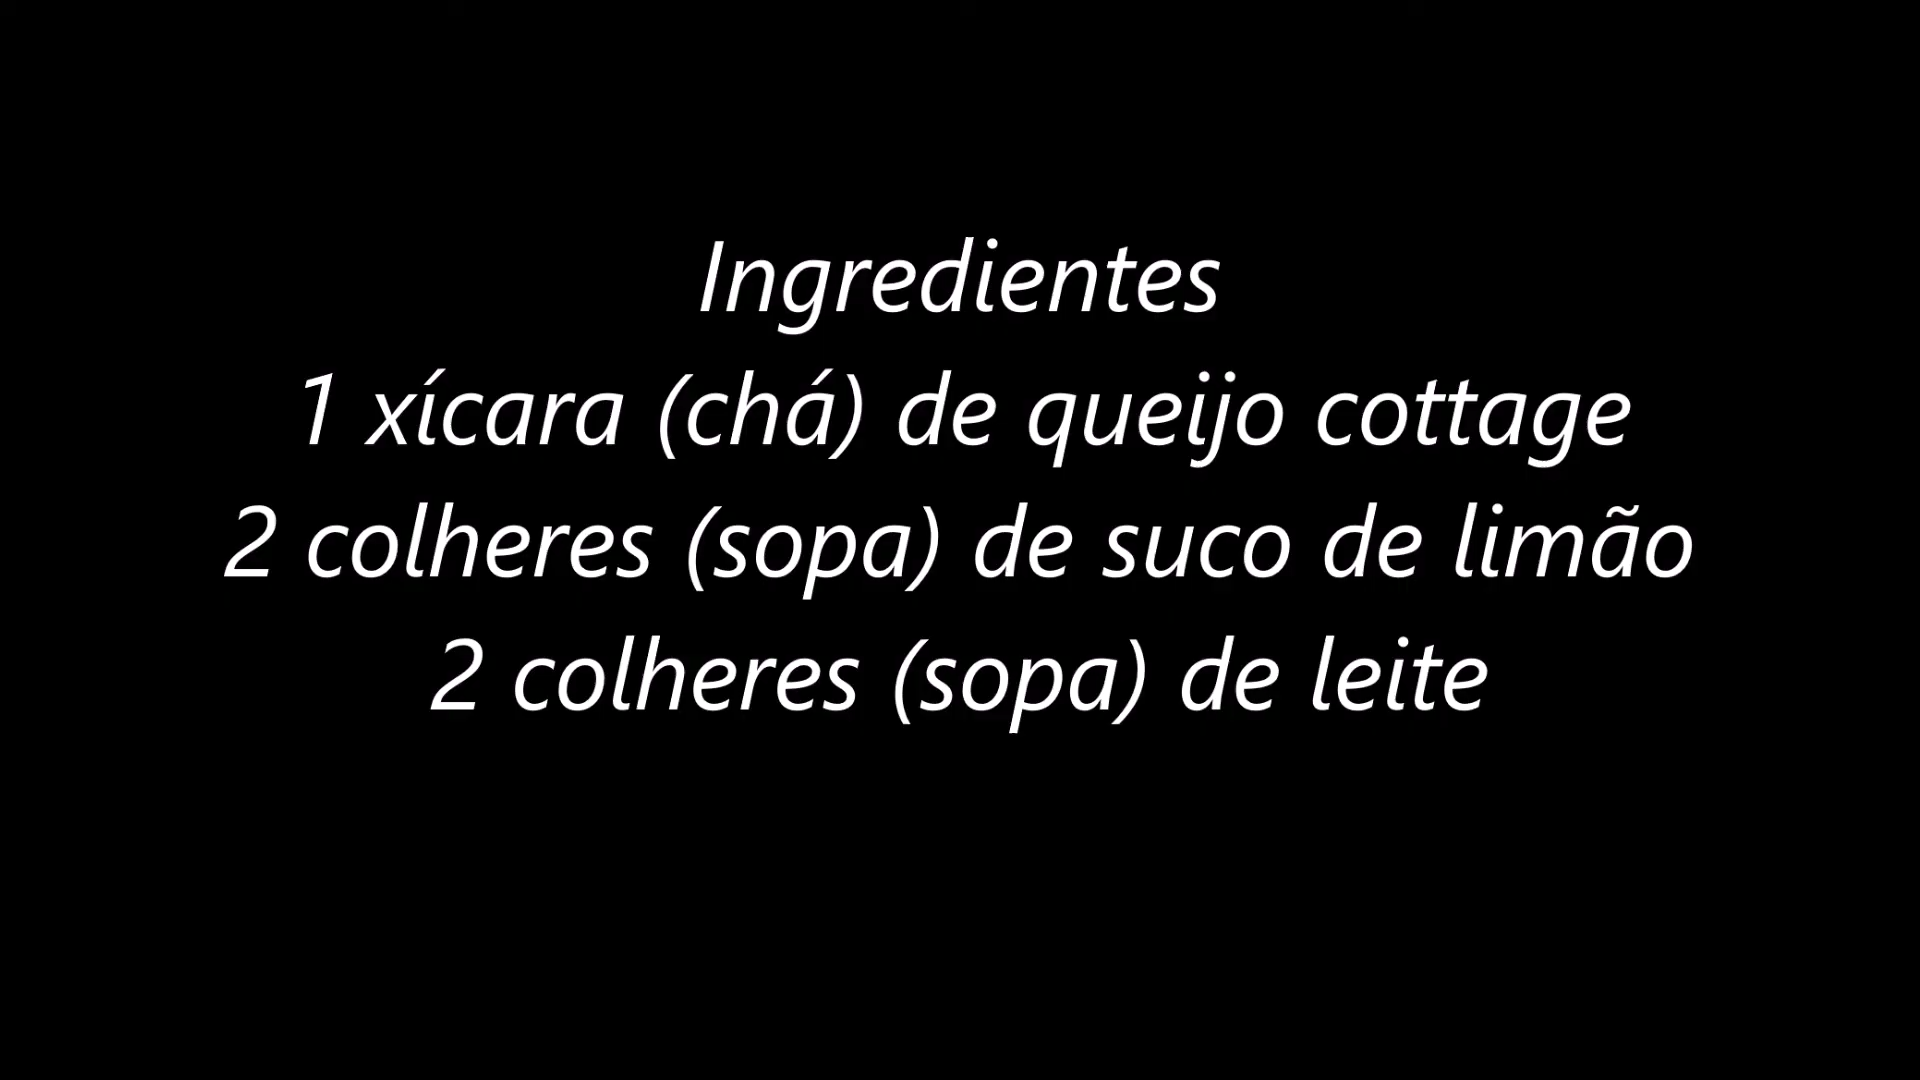 Ingredientes
1 xícara (chá) de queijo cottage
2 colheres (sopa) de suco de limão
2 colheres (sopa) de leite